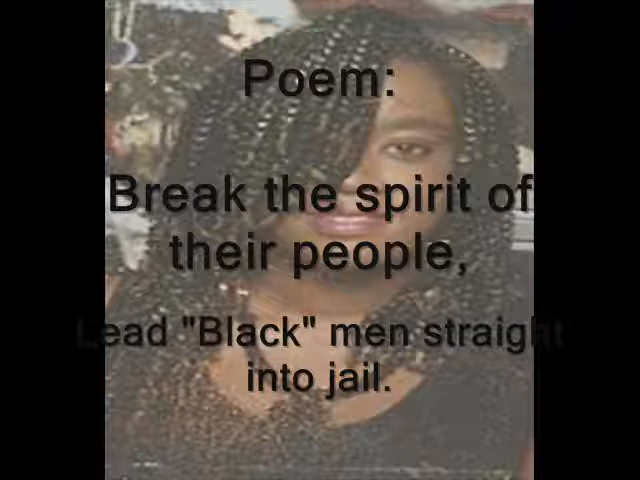 Poem:
Break the spirit of
their people,
Lead "Black" men straight
into jail.